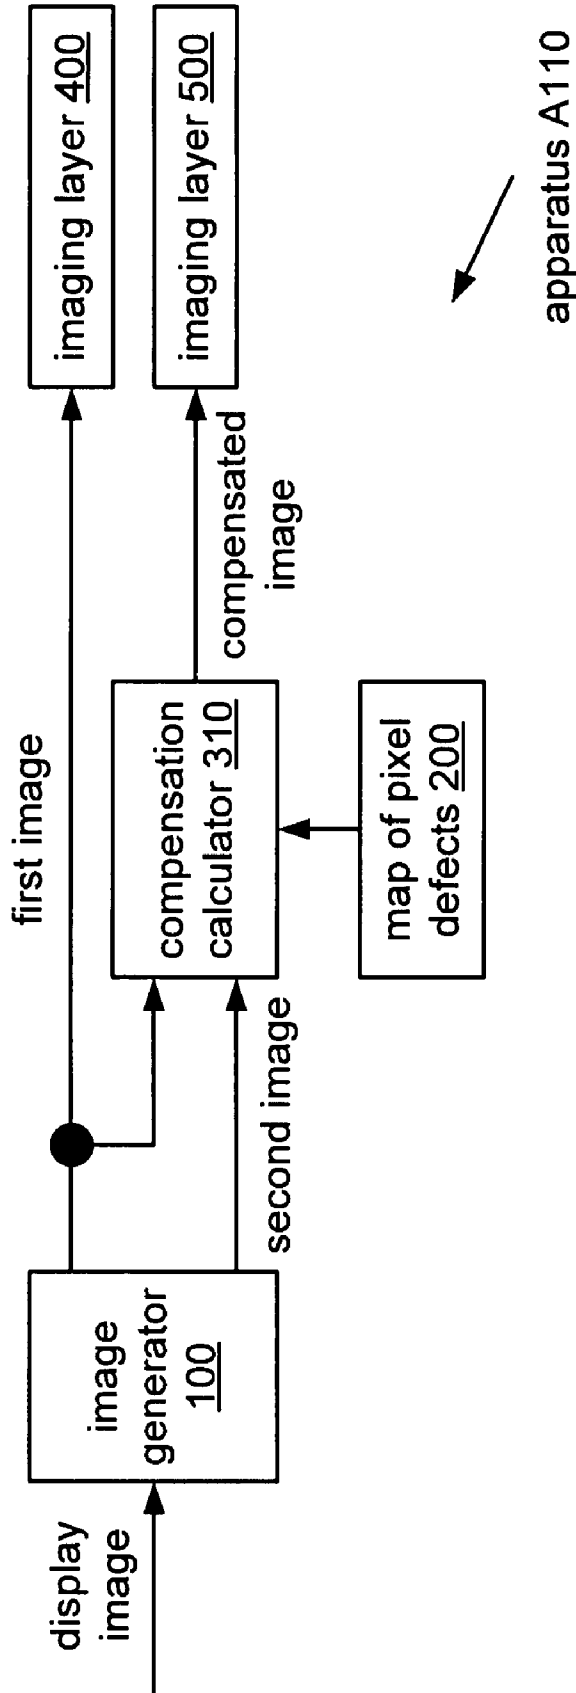 display
image
image
generator
100
first image
second image
compensation
calculator 310
map of pixel
defects 200
compensated
image
imaging layer 400
imaging layer 500
apparatus A110